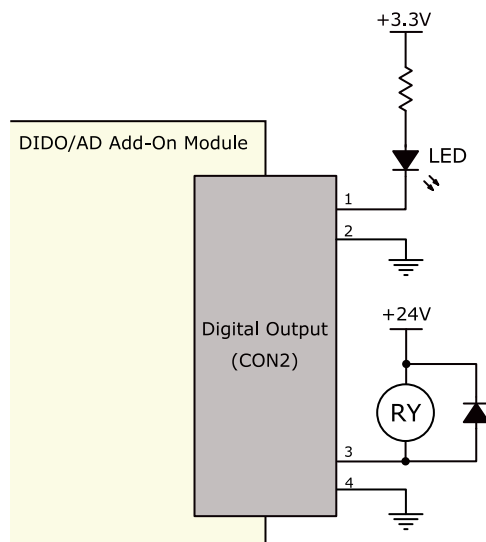 +3.3V
DIDO/AD Add-On Module
LED
1
2
Digital Output
(CON2)
+24V
RY
3
4